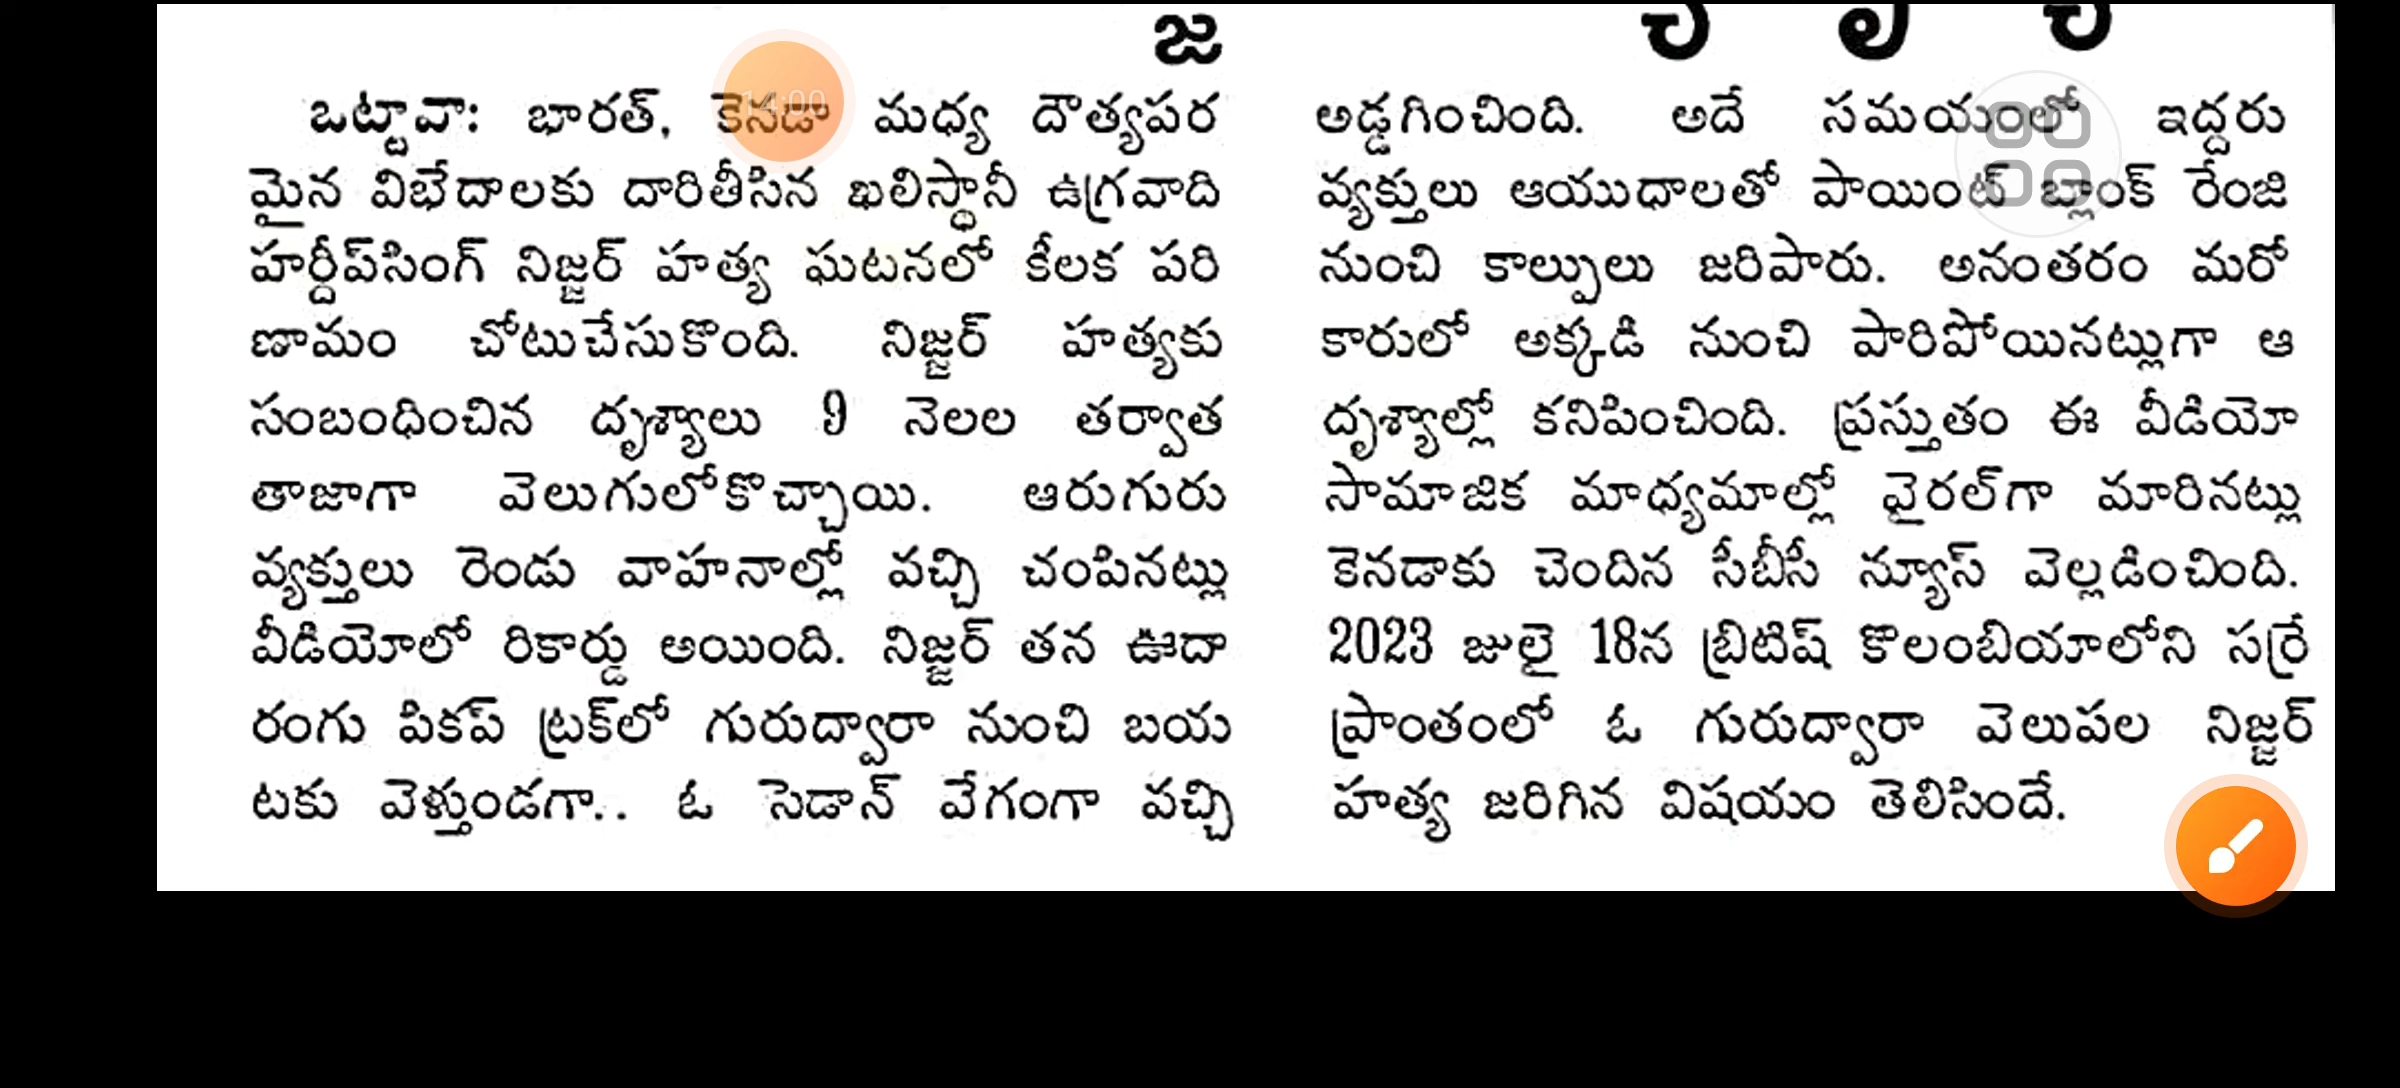 ఒట్టావా: భారత్, కెనడా మధ్య దౌత్యపర
మైన విభేదాలకు దారితీసిన ఖలిస్థానీ ఉగ్రవాది
హర్దీప్‌సింగ్ నిజ్జర్ హత్య ఘటనలో కీలక పరి
ణామం చోటుచేసుకొంది. నిజ్జర్ హత్యకు
సంబంధించిన దృశ్యాలు 9 నెలల తర్వాత
తాజాగా వెలుగులోకొచ్చాయి. ఆరుగురు
వ్యక్తులు రెండు వాహనాల్లో వచ్చి చంపినట్లు
వీడియోలో రికార్డు అయింది. నిజ్జర్ తన ఊదా
రంగు పికప్ ట్రక్‌లో గురుద్వారా నుంచి బయ
టకు వెళ్తుండగా.. ఓ సెడాన్ వేగంగా వచ్చి
అడ్డగించింది. అదే సమయంలో ఇద్దరు
వ్యక్తులు ఆయుధాలతో పాయింట్ బ్లాంక్ రేంజి
నుంచి కాల్పులు జరిపారు. అనంతరం మరో
కారులో అక్కడి నుంచి పారిపోయినట్లుగా ఆ
దృశ్యాల్లో కనిపించింది. ప్రస్తుతం ఈ వీడియో
సామాజిక మాధ్యమాల్లో వైరల్‌గా మారినట్లు
కెనడాకు చెందిన సీబీసీ న్యూస్ వెల్లడించింది.
2023 జులై 18న బ్రిటిష్ కొలంబియాలోని సర్రే
ప్రాంతంలో ఓ గురుద్వారా వెలుపల నిజ్జర్
హత్య జరిగిన విషయం తెలిసిందే.
14:00